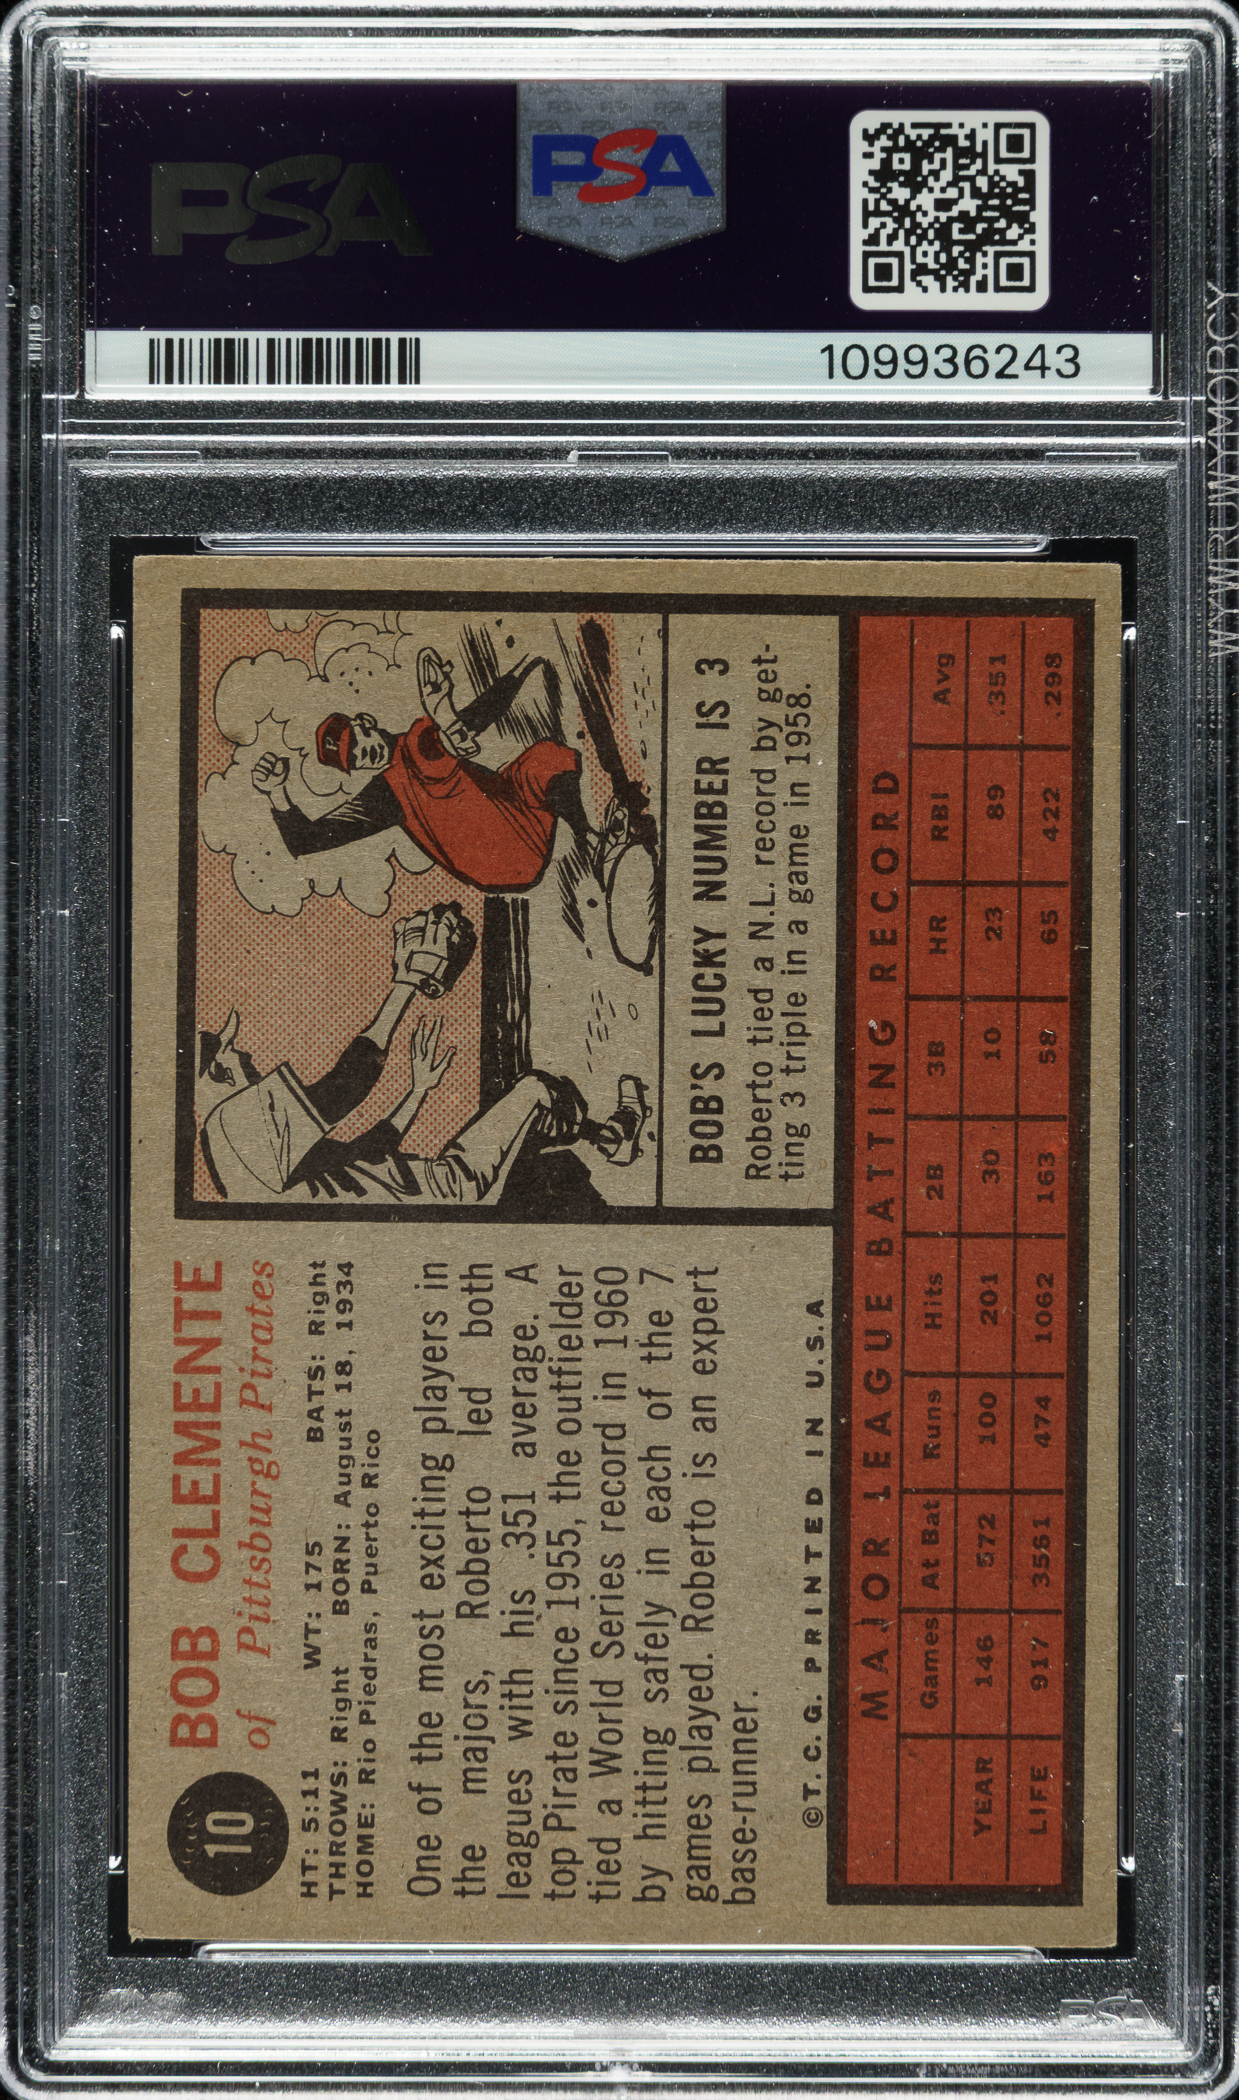 PSA
PSA
109936243
10
BOB CLEMENTE
of Pittsburgh Pirates
HT: 5:11 WT: 175 BATS: Right
THROWS: Right BORN: August 18, 1934
HOME: Rio Piedras, Puerto Rico
One of the most exciting players in
the majors, Roberto led both
leagues with his .351 average. A
top Pirate since 1955, the outfielder
tied a World Series record in 1960
by hitting safely in each of the 7
games played. Roberto is an expert
base-runner.
©T.C.G. PRINTED IN U.S.A
BOB'S LUCKY NUMBER IS 3
Roberto tied a N.L. record by get-
ting 3 triple in a game in 1958.
MAJOR LEAGUE BATTING RECORD
Games At Bat Runs Hits 2B 3B HR RBI Avg
YEAR 146 572 100 201 30 10 23 89 .351
LIFE 917 3561 474 1062 163 58 65 422 .298
PSA